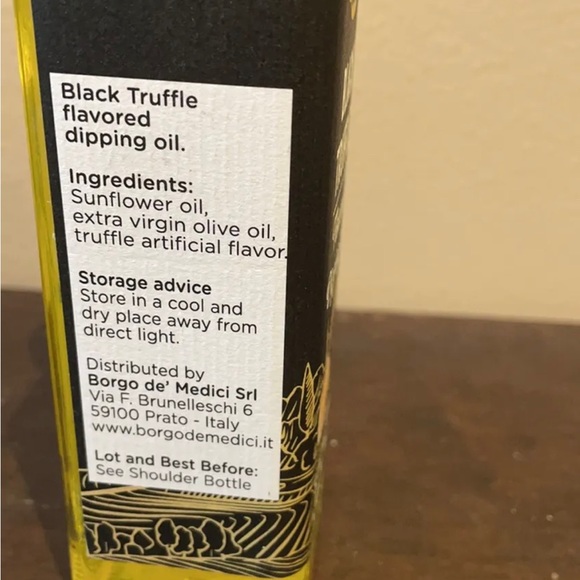 Black Truffle
flavored
dipping oil.
Ingredients:
Sunflower oil,
extra virgin olive oil,
truffle artificial flavor.
Storage advice
Store in a cool and
dry place away from
direct light.
Distributed by
Borgo de' Medici Srl
Via F. Brunelleschi 6
59100 Prato - Italy
www.borgodemedici.it
Lot and Best Before:
See Shoulder Bottle